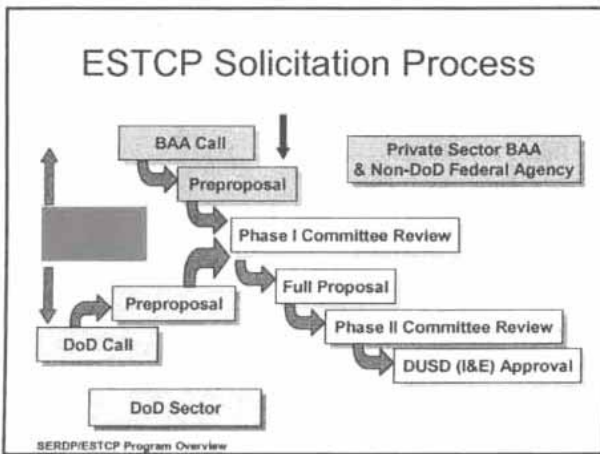 ESTCP Solicitation Process
BAA Call
Private Sector BAA
& Non-DoD Federal Agency
Preproposal
Phase I Committee Review
Full Proposal
Preproposal
Phase II Committee Review
DoD Call
DUSD (I&E) Approval
DoD Sector
SERDP/ESTCP Program Overview